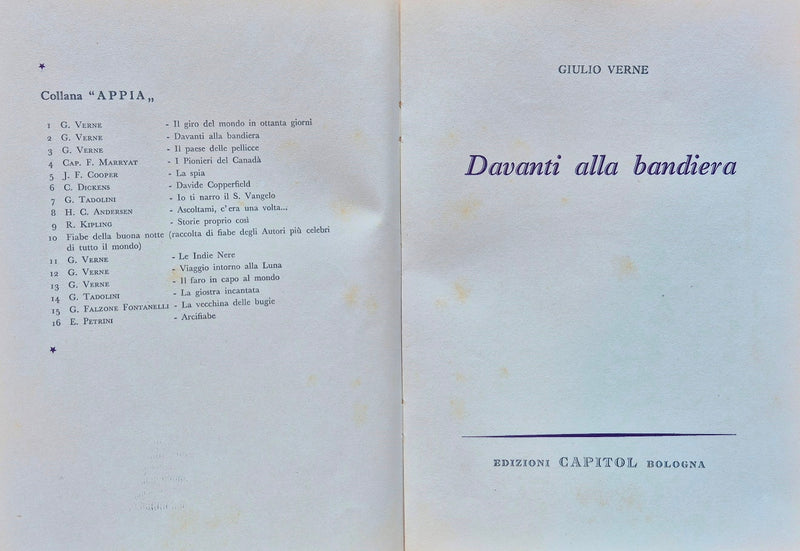 Collana "APPIA„
1 G. Verne - Il giro del mondo in ottanta giorni
2 G. Verne - Davanti alla bandiera
3 G. Verne - Il paese delle pellicce
4 Cap. F. Marryat - I Pionieri del Canadà
5 J. F. Cooper - La spia
6 C. Dickens - Davide Copperfield
7 G. Tadolini - Io ti narro il S. Vangelo
8 H. C. Andersen - Ascoltami, c'era una volta...
9 R. Kipling - Storie proprio così
10 Fiabe della buona notte (raccolta di fiabe degli Autori più celebri
di tutto il mondo)
11 G. Verne - Le Indie Nere
12 G. Verne - Viaggio intorno alla Luna
13 G. Verne - Il faro in capo al mondo
14 G. Tadolini - La giostra incantata
15 G. Falzone Fontanelli - La vecchina delle bugie
16 E. Petrini - Arcifiabe
GIULIO VERNE
Davanti alla bandiera
EDIZIONI CAPITOL BOLOGNA